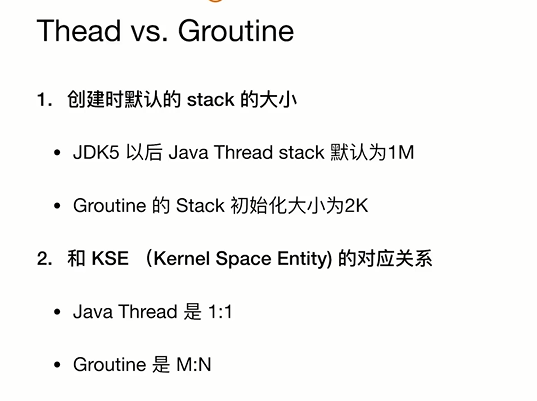 Thead vs. Groutine
1. 创建时默认的 stack 的大小
• JDK5 以后 Java Thread stack 默认为1M
• Groutine 的 Stack 初始化大小为2K
2. 和 KSE （Kernel Space Entity) 的对应关系
• Java Thread 是 1:1
• Groutine 是 M:N